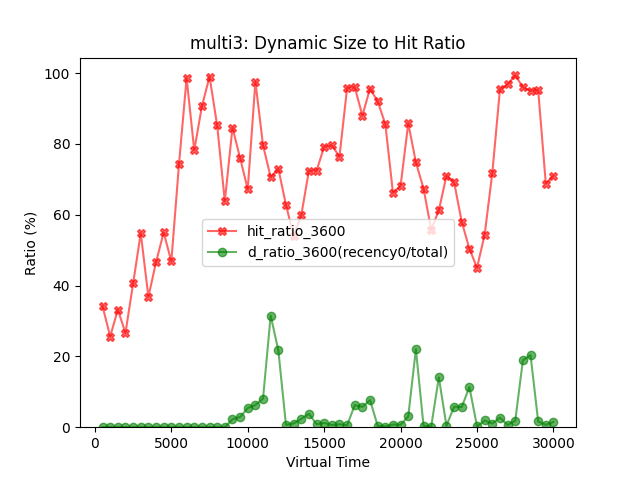 multi3: Dynamic Size to Hit Ratio
Ratio (%)
100
80
60
40
20
0
hit_ratio_3600
d_ratio_3600(recency0/total)
0 5000 10000 15000 20000 25000 30000
Virtual Time